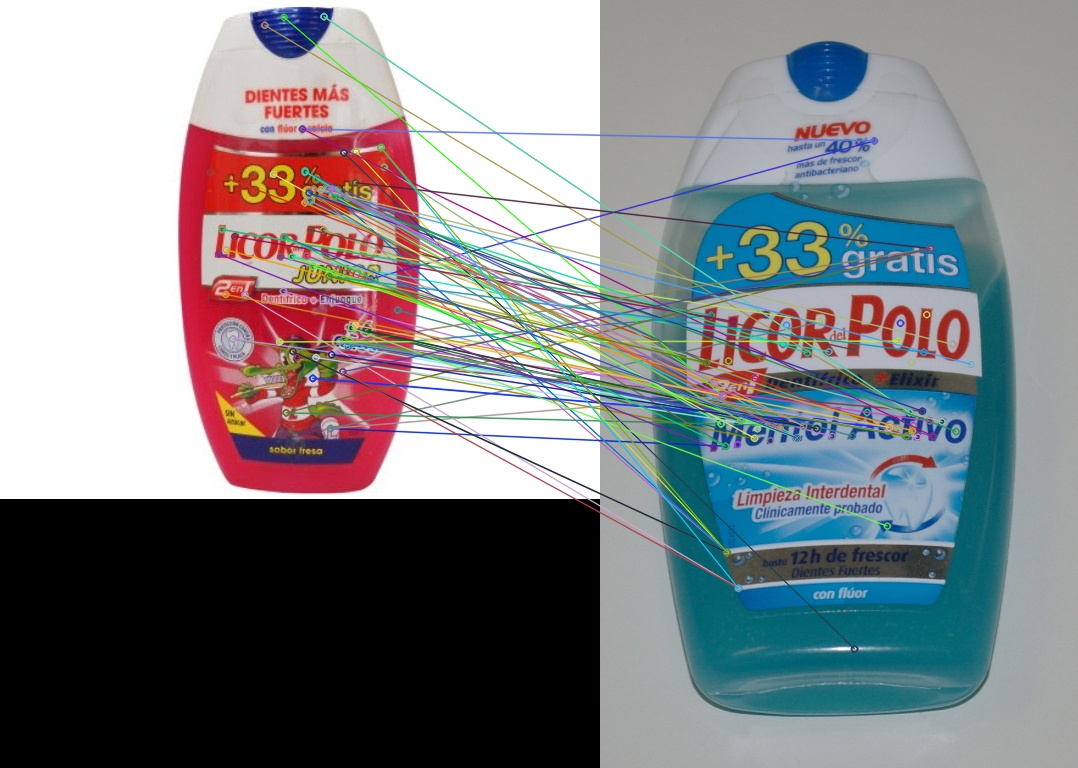 DIENTES MÁS
FUERTES
con flúor calcio
+33% gratis
LICOR del POLO
JUNIOR
2en1
Dentífrico + Enjuague
SIN
AZÚCAR
sabor fresa
NUEVO
hasta un 40%
más de frescor
antibacteriano
+33% gratis
LICOR del POLO
2en1 Dentífrico + Elixir
Mentol Activo
Limpieza Interdental
Clínicamente probado
hasta 12h de frescor
Dientes Fuertes
con flúor